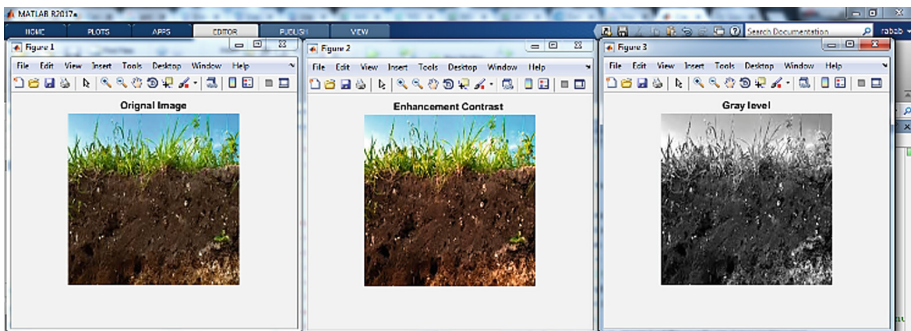 MATLAB R2017a
HOME PLOTS APPS EDITOR PUBLISH VIEW
Search Documentation rabab
Figure 1
File Edit View Insert Tools Desktop Window Help
Orignal Image
Figure 2
File Edit View Insert Tools Desktop Window Help
Enhancement Contrast
Figure 3
File Edit View Insert Tools Desktop Window Help
Gray level